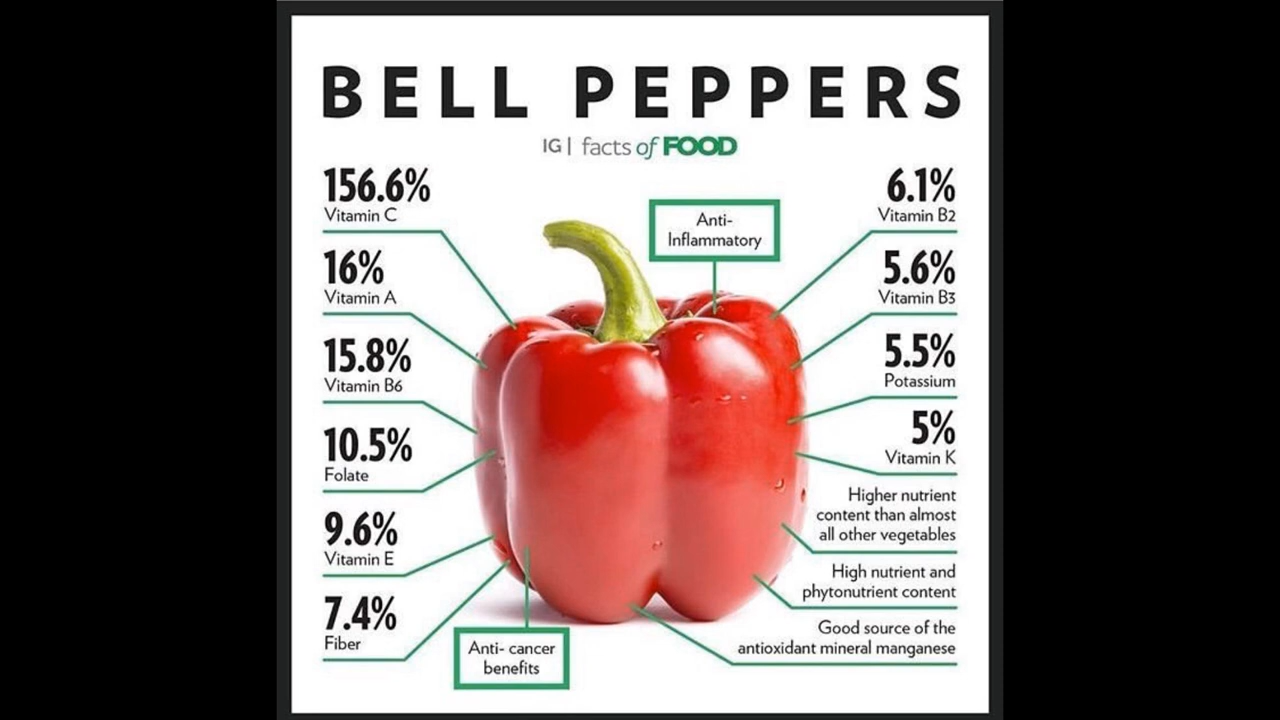 BELL PEPPERS
IG | facts of FOOD
156.6%
Vitamin C
16%
Vitamin A
15.8%
Vitamin B6
10.5%
Folate
9.6%
Vitamin E
7.4%
Fiber
Anti- cancer
benefits
Anti-
Inflammatory
6.1%
Vitamin B2
5.6%
Vitamin B3
5.5%
Potassium
5%
Vitamin K
Higher nutrient
content than almost
all other vegetables
High nutrient and
phytonutrient content
Good source of the
antioxidant mineral manganese